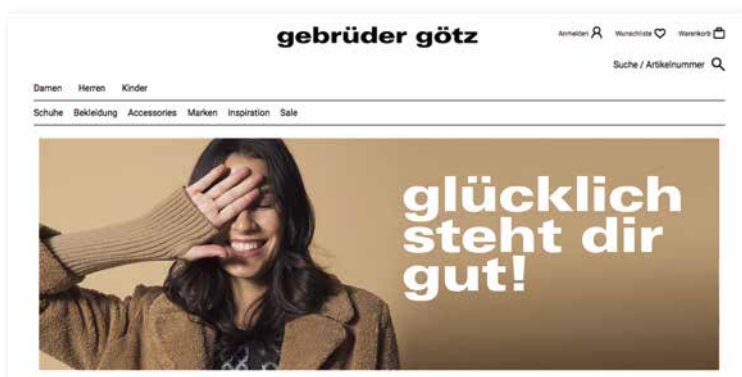 gebrüder götz
Anmelden Wunschliste Warenkorb
Suche / Artikelnummer
Damen Herren Kinder
Schuhe Bekleidung Accessories Marken Inspiration Sale
glücklich
steht dir
gut!